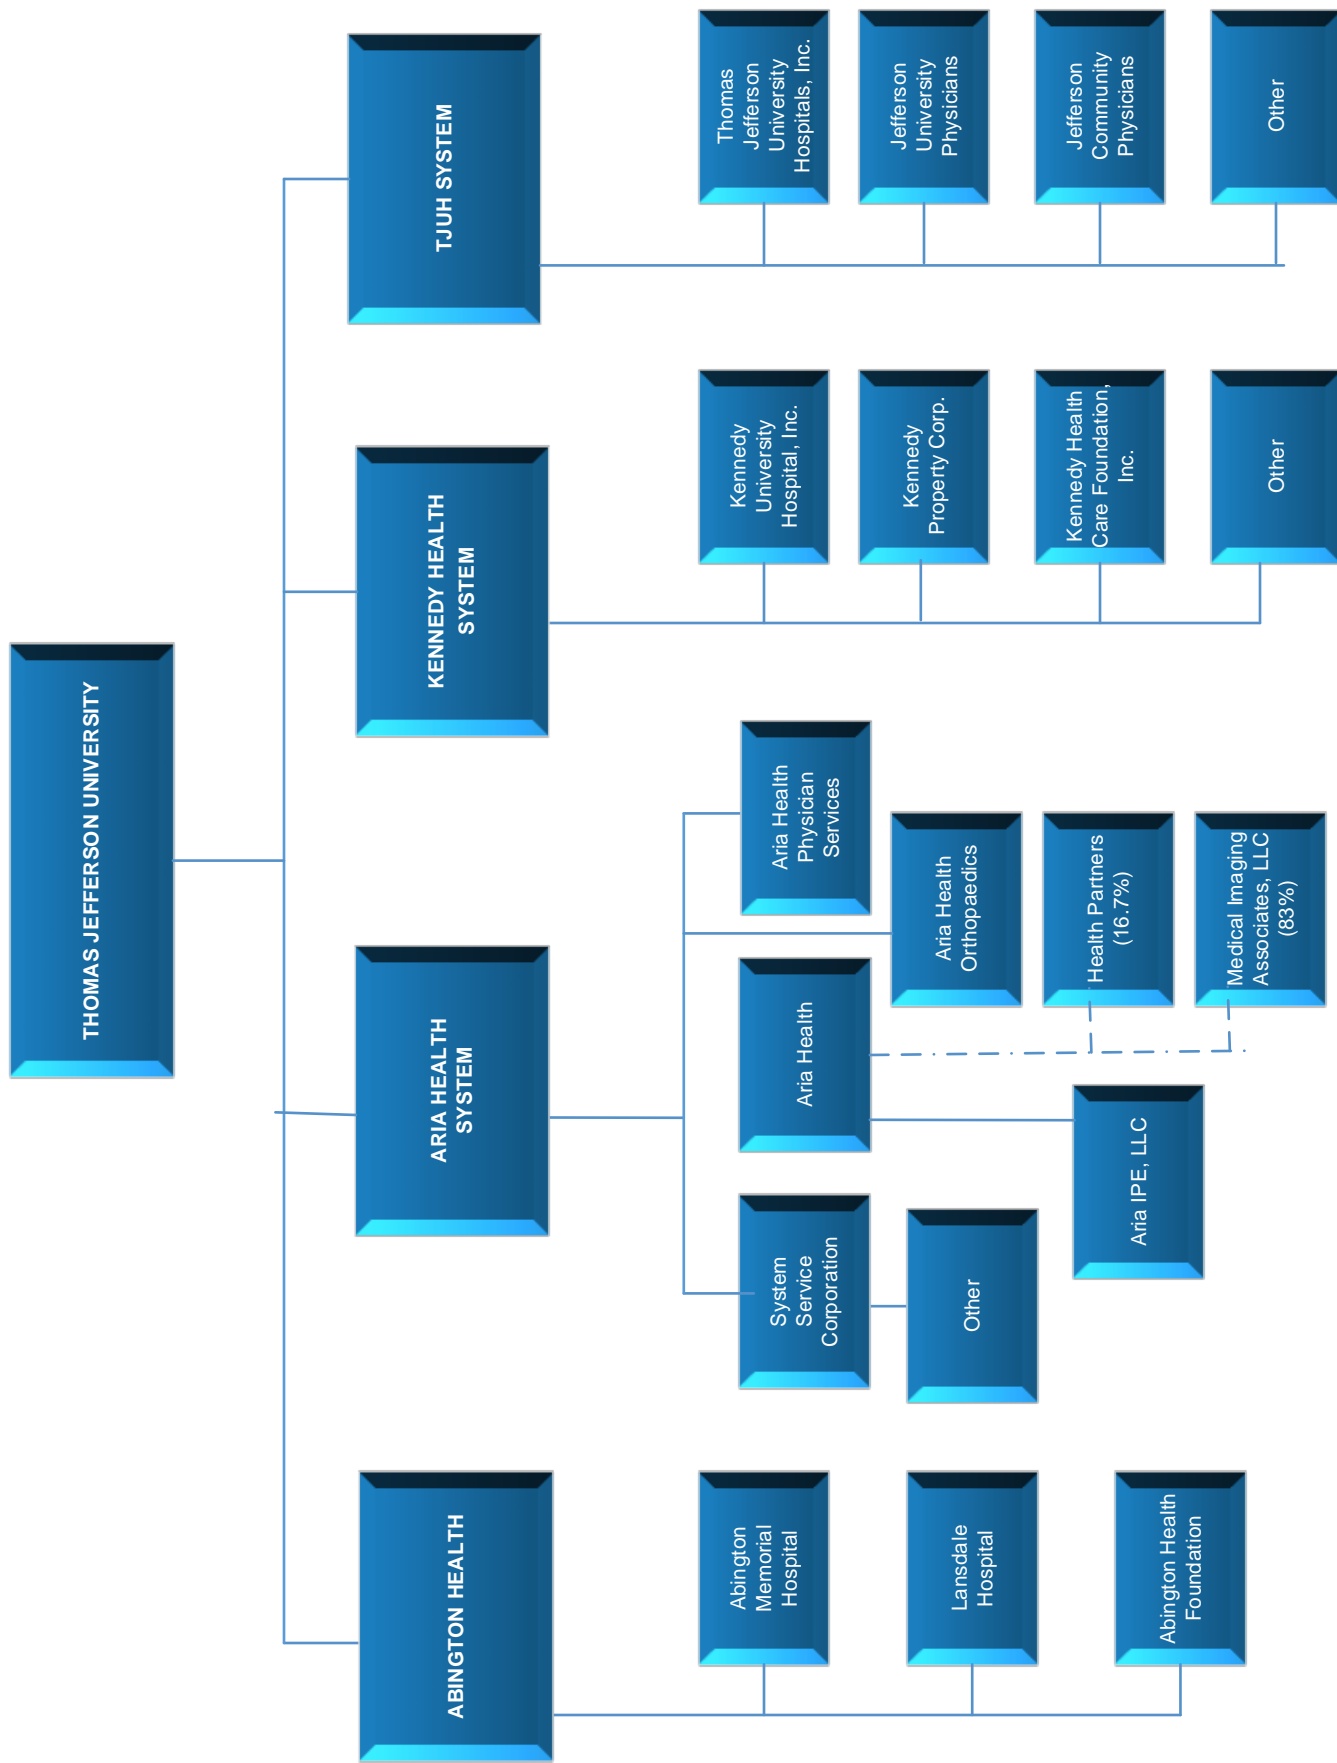 THOMAS JEFFERSON UNIVERSITY
ABINGTON HEALTH
ARIA HEALTH
SYSTEM
KENNEDY HEALTH
SYSTEM
TJUH SYSTEM
Abington
Memorial
Hospital
Lansdale
Hospital
Abington Health
Foundation
System
Service
Corporation
Other
Aria Health
Aria IPE, LLC
Health Partners
(16.7%)
Medical Imaging
Associates, LLC
(83%)
Aria Health
Orthopaedics
Aria Health
Physician
Services
Kennedy
University
Hospital, Inc.
Kennedy
Property Corp.
Kennedy Health
Care Foundation,
Inc.
Other
Thomas
Jefferson
University
Hospitals, Inc.
Jefferson
University
Physicians
Jefferson
Community
Physicians
Other